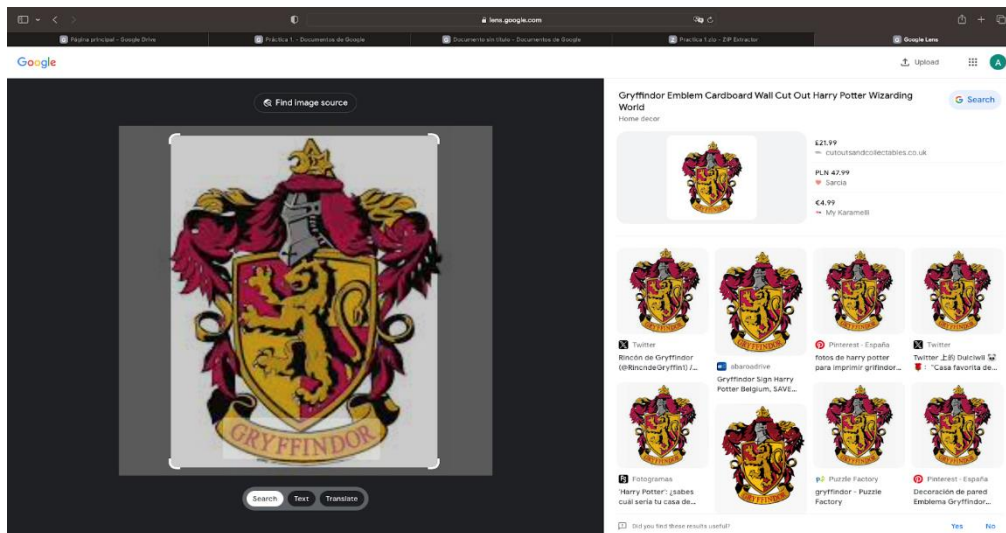 lens.google.com
Página principal - Google Drive
Práctica 1. - Documentos de Google
Documento sin título - Documentos de Google
Practica 1.zip - ZIP Extractor
Google Lens
Google
Upload
A
Find image source
GRYFFINDOR
Search
Text
Translate
Gryffindor Emblem Cardboard Wall Cut Out Harry Potter Wizarding
World
Home decor
Search
£21.99
cutoutsandcollectables.co.uk
PLN 47.99
Sarcia
€4.99
My Karamelli
Twitter
Rincón de Gryffindor
(@RincndeGryffint) /...
abaroadrive
Gryffindor Sign Harry
Potter Belgium, SAVE...
Pinterest - España
fotos de harry potter
para imprimir grifindor...
Twitter
Twitter 上的 Dulciwii
: "Casa favorita de...
Fotogramas
'Harry Potter': ¿sabes
cuál sería tu casa de...
Puzzle Factory
gryffindor - Puzzle
Factory
Pinterest - España
Decoración de pared
Emblema Gryffindor...
Did you find these results useful?
Yes
No